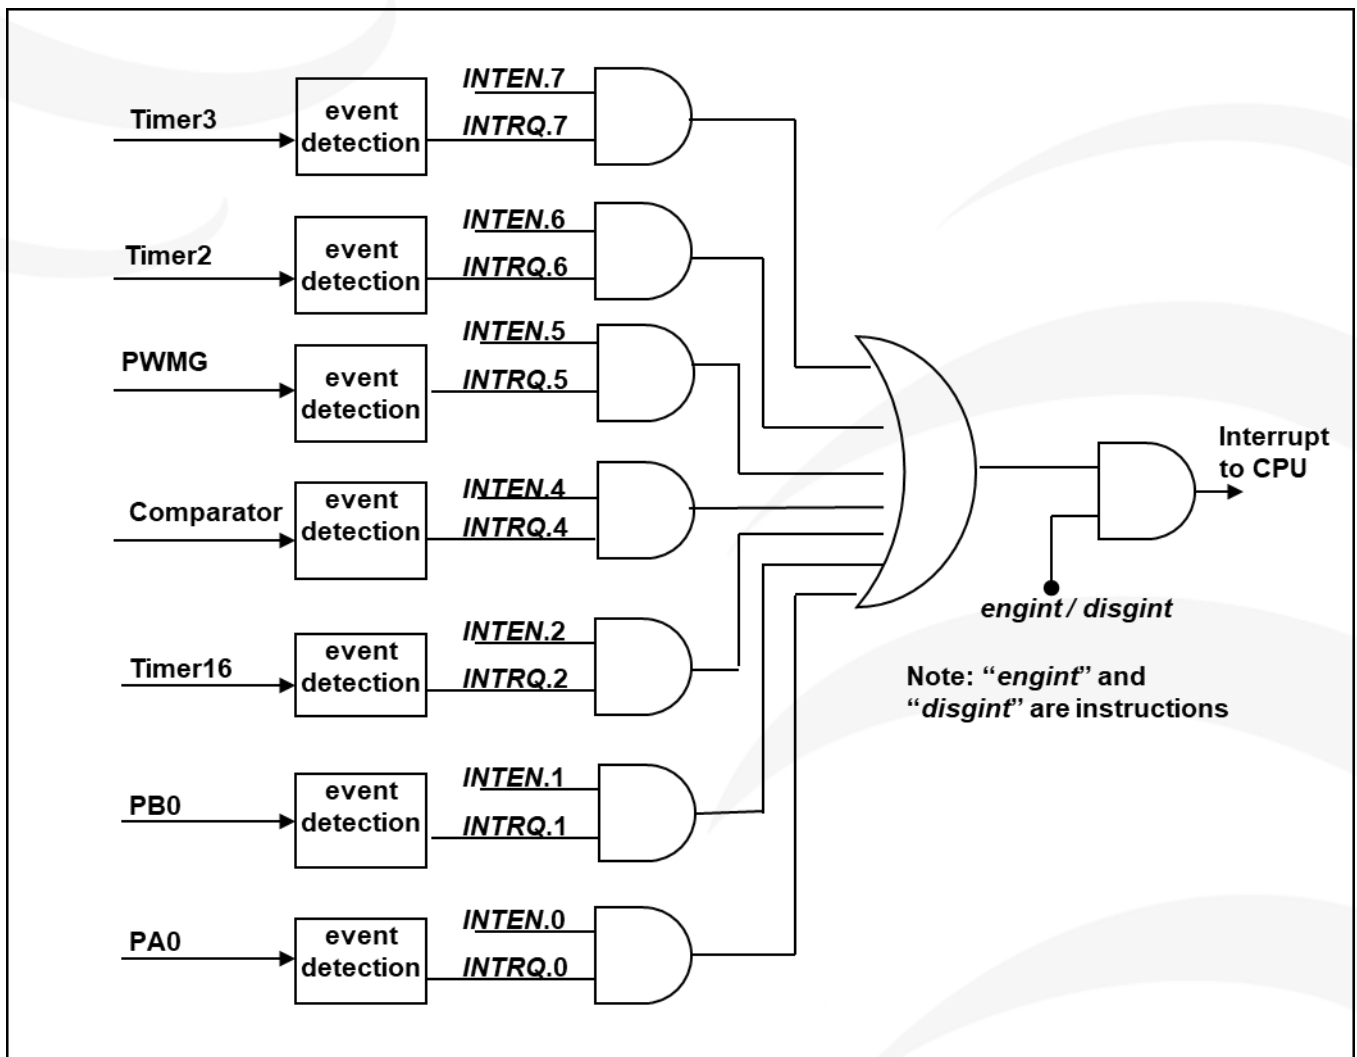 Timer3
event
detection
INTEN.7
INTRQ.7
Timer2
event
detection
INTEN.6
INTRQ.6
PWMG
event
detection
INTEN.5
INTRQ.5
Comparator
event
detection
INTEN.4
INTRQ.4
Timer16
event
detection
INTEN.2
INTRQ.2
PB0
event
detection
INTEN.1
INTRQ.1
PA0
event
detection
INTEN.0
INTRQ.0
Interrupt
to CPU
engint / disgint
Note: “engint” and
“disgint” are instructions